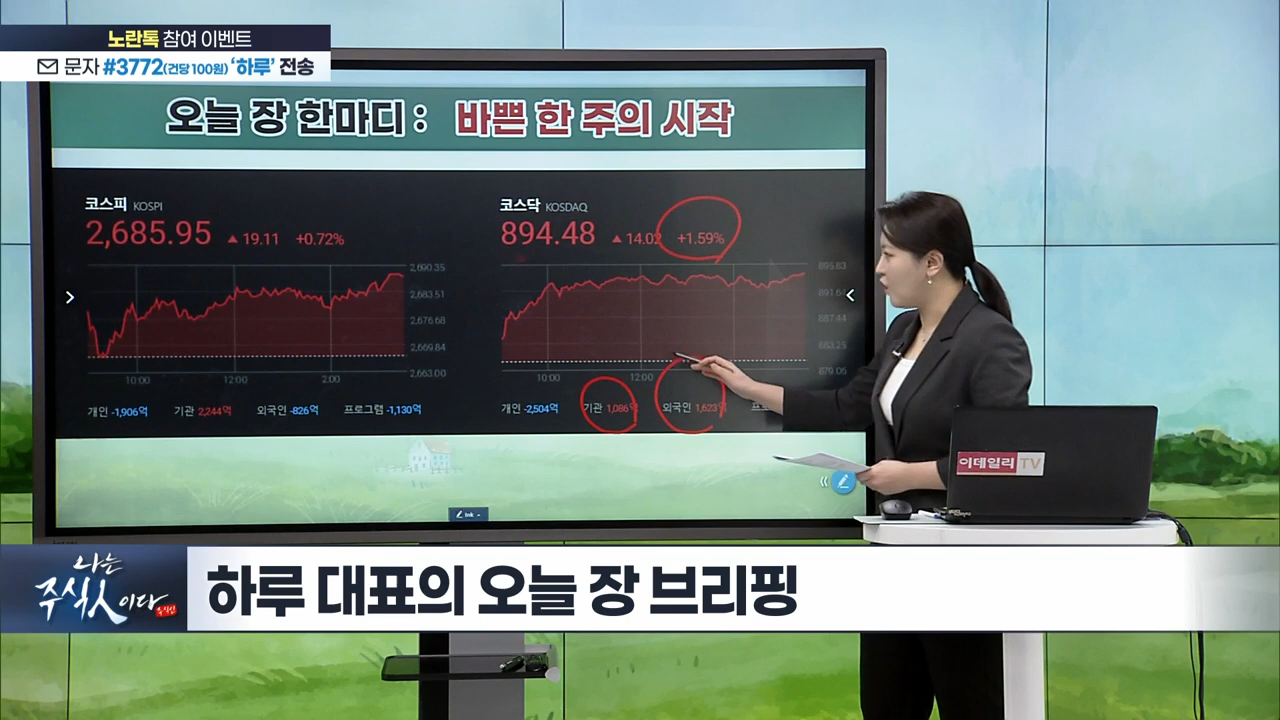 노란톡 참여 이벤트
문자 #3772(건당 100원) '하루' 전송
오늘 장 한마디 : 바쁜 한 주의 시작
코스피 KOSPI
2,685.95 ▲ 19.11 +0.72%
2,690.35
2,683.51
2,676.68
2,669.84
2,663.00
10:00 12:00 2:00
개인 -1,906억 기관 2,244억 외국인 -826억 프로그램 -1,130억
코스닥 KOSDAQ
894.48 ▲ 14.02 +1.59%
895.83
891.64
887.44
883.25
879.06
10:00 12:00
개인 -2,504억 기관 1,086억 외국인 1,623억
Ink
이데일리 TV
나는
주식人이다
하루 대표의 오늘 장 브리핑